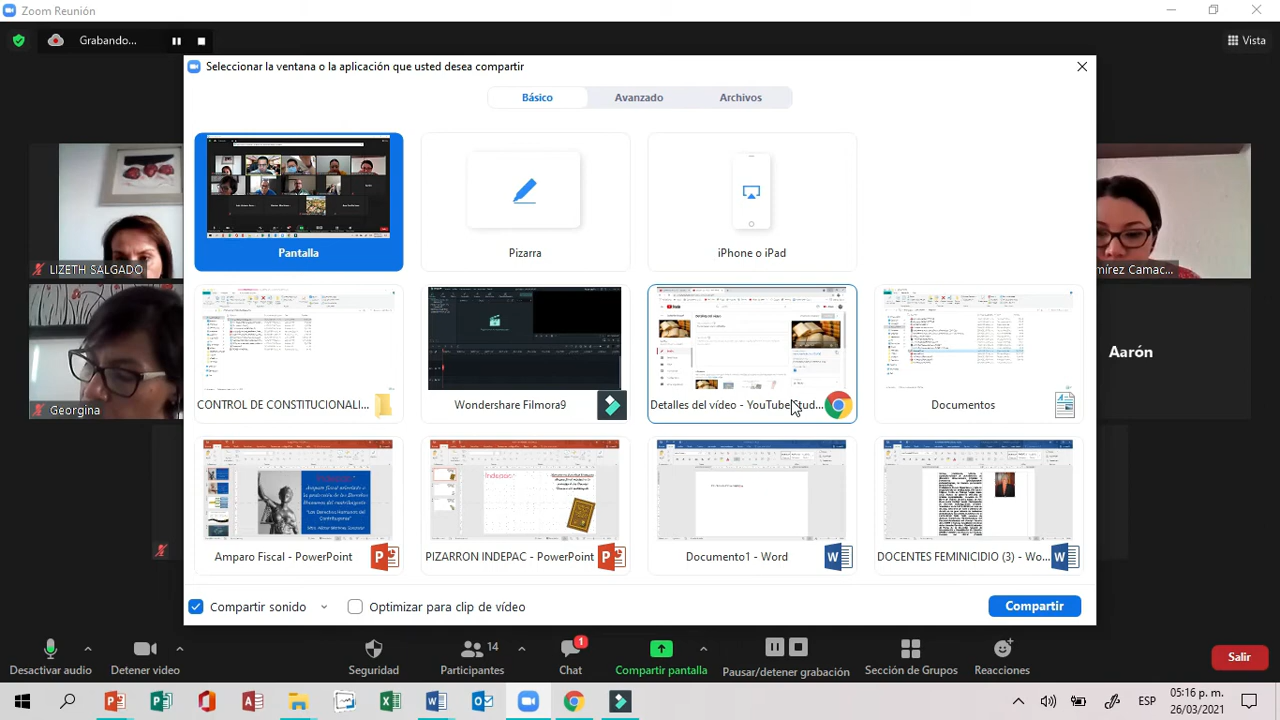 Zoom Reunión
Grabando...
Vista
Seleccionar la ventana o la aplicación que usted desea compartir
Básico
Avanzado
Archivos
Pantalla
Pizarra
iPhone o iPad
LIZETH SALGADO
mírez Camac...
Aarón
Georgina
CONTROL DE CONSTITUCIONALI...
Wondershare Filmora9
Detalles del vídeo - YouTube Stud...
Documentos
Indepac
Amparo Fiscal - PowerPoint
PIZARRON INDEPAC - PowerPoint
Documento1 - Word
DOCENTES FEMINICIDIO (3) - Wo...
Compartir sonido
Optimizar para clip de vídeo
Compartir
Desactivar audio
Detener video
Seguridad
14
Participantes
1
Chat
Compartir pantalla
Pausar/detener grabación
Sección de Grupos
Reacciones
Salir
ESP
05:16 p. m.
26/03/2021